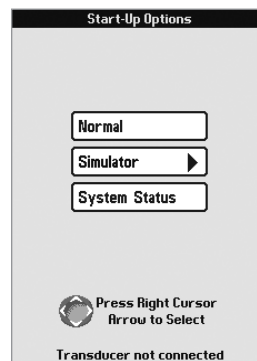 Start-Up Options
Normal
Simulator
System Status
Press Right Cursor
Arrow to Select
Transducer not connected